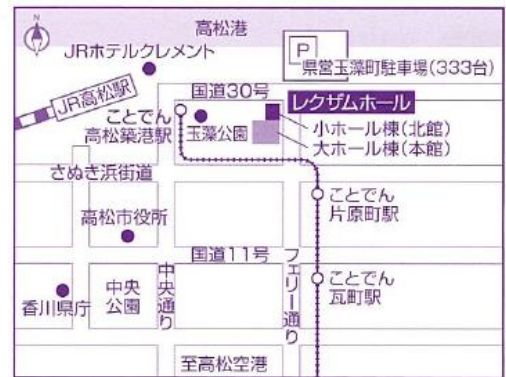 高松港
JRホテルクレメント
P
県営玉藻町駐車場(333台)
国道30号
JR高松駅
レクザムホール
ことでん
高松築港駅
玉藻公園
小ホール棟(北館)
大ホール棟(本館)
さぬき浜街道
ことでん
片原町駅
高松市役所
国道11号
フェリー通り
中央通り
中央
公園
香川県庁
ことでん
瓦町駅
至高松空港